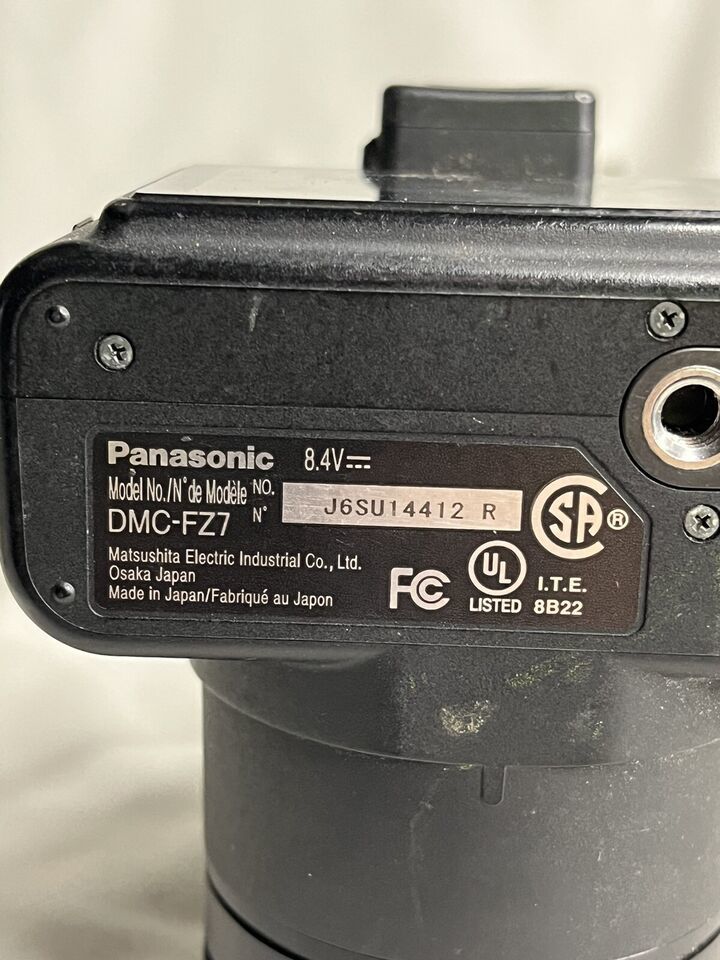 Panasonic 8.4V⎓
Model No./N° de Modèle NO.
DMC-FZ7 N° J6SU14412 R
SA®
Matsushita Electric Industrial Co., Ltd.
Osaka Japan
Made in Japan/Fabriqué au Japon
FC
UL
LISTED
I.T.E.
8B22